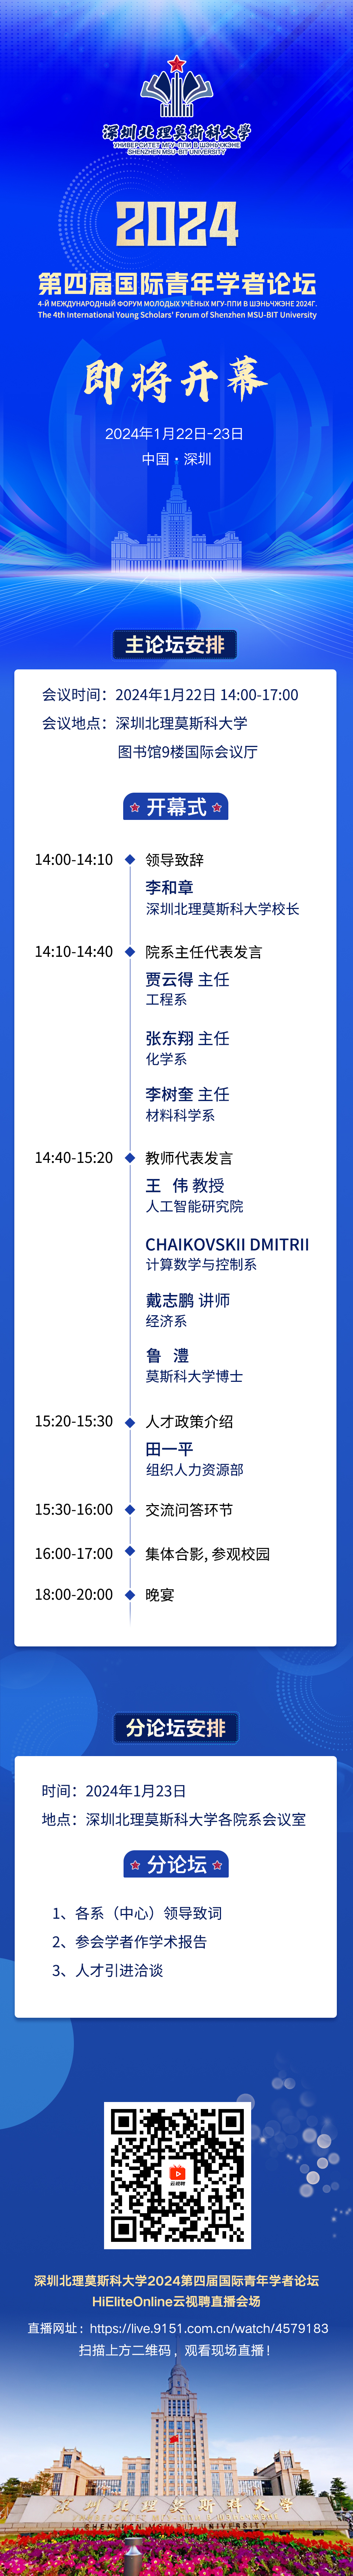 深圳北理莫斯科大学
УНИВЕРСИТЕТ МГУ-ППИ В ШЭНЬЧЖЭНЕ
SHENZHEN MSU-BIT UNIVERSITY
2024
第四届国际青年学者论坛
4-Й МЕЖДУНАРОДНЫЙ ФОРУМ МОЛОДЫХ УЧЁНЫХ МГУ-ППИ В ШЭНЬЧЖЭНЕ 2024Г.
The 4th International Young Scholars' Forum of Shenzhen MSU-BIT University
即将开幕
2024年1月22日-23日
中国·深圳
主论坛安排
会议时间：2024年1月22日 14:00-17:00
会议地点：深圳北理莫斯科大学
图书馆9楼国际会议厅
开幕式
14:00-14:10 领导致辞
李和章
深圳北理莫斯科大学校长
14:10-14:40 院系主任代表发言
贾云得 主任
工程系
张东翔 主任
化学系
李树奎 主任
材料科学系
14:40-15:20 教师代表发言
王 伟 教授
人工智能研究院
CHAIKOVSKII DMITRII
计算数学与控制系
戴志鹏 讲师
经济系
鲁 澧
莫斯科大学博士
15:20-15:30 人才政策介绍
田一平
组织人力资源部
15:30-16:00 交流问答环节
16:00-17:00 集体合影, 参观校园
18:00-20:00 晚宴
分论坛安排
时间：2024年1月23日
地点：深圳北理莫斯科大学各院系会议室
分论坛
1、各系（中心）领导致词
2、参会学者作学术报告
3、人才引进洽谈
云视聘
深圳北理莫斯科大学2024第四届国际青年学者论坛
HiEliteOnline云视聘直播会场
直播网址：https://live.9151.com.cn/watch/4579183
扫描上方二维码，观看现场直播！
深圳北理莫斯科大学
SHENZHEN MSU-BIT UNIVERSITY